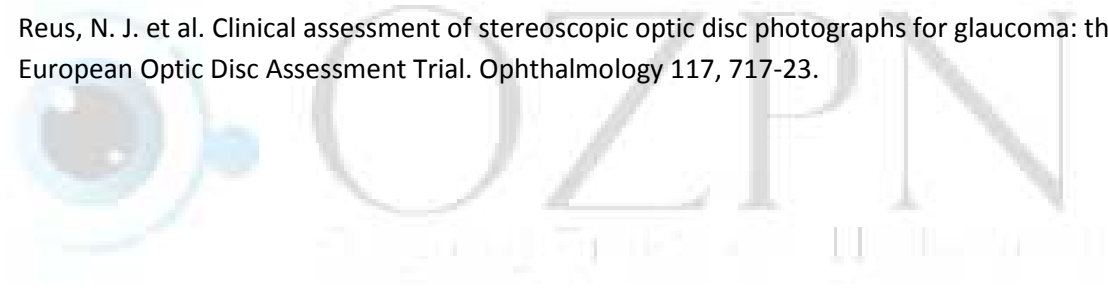 Reus, N. J. et al. Clinical assessment of stereoscopic optic disc photographs for glaucoma: th
European Optic Disc Assessment Trial. Ophthalmology 117, 717-23.
OZPN